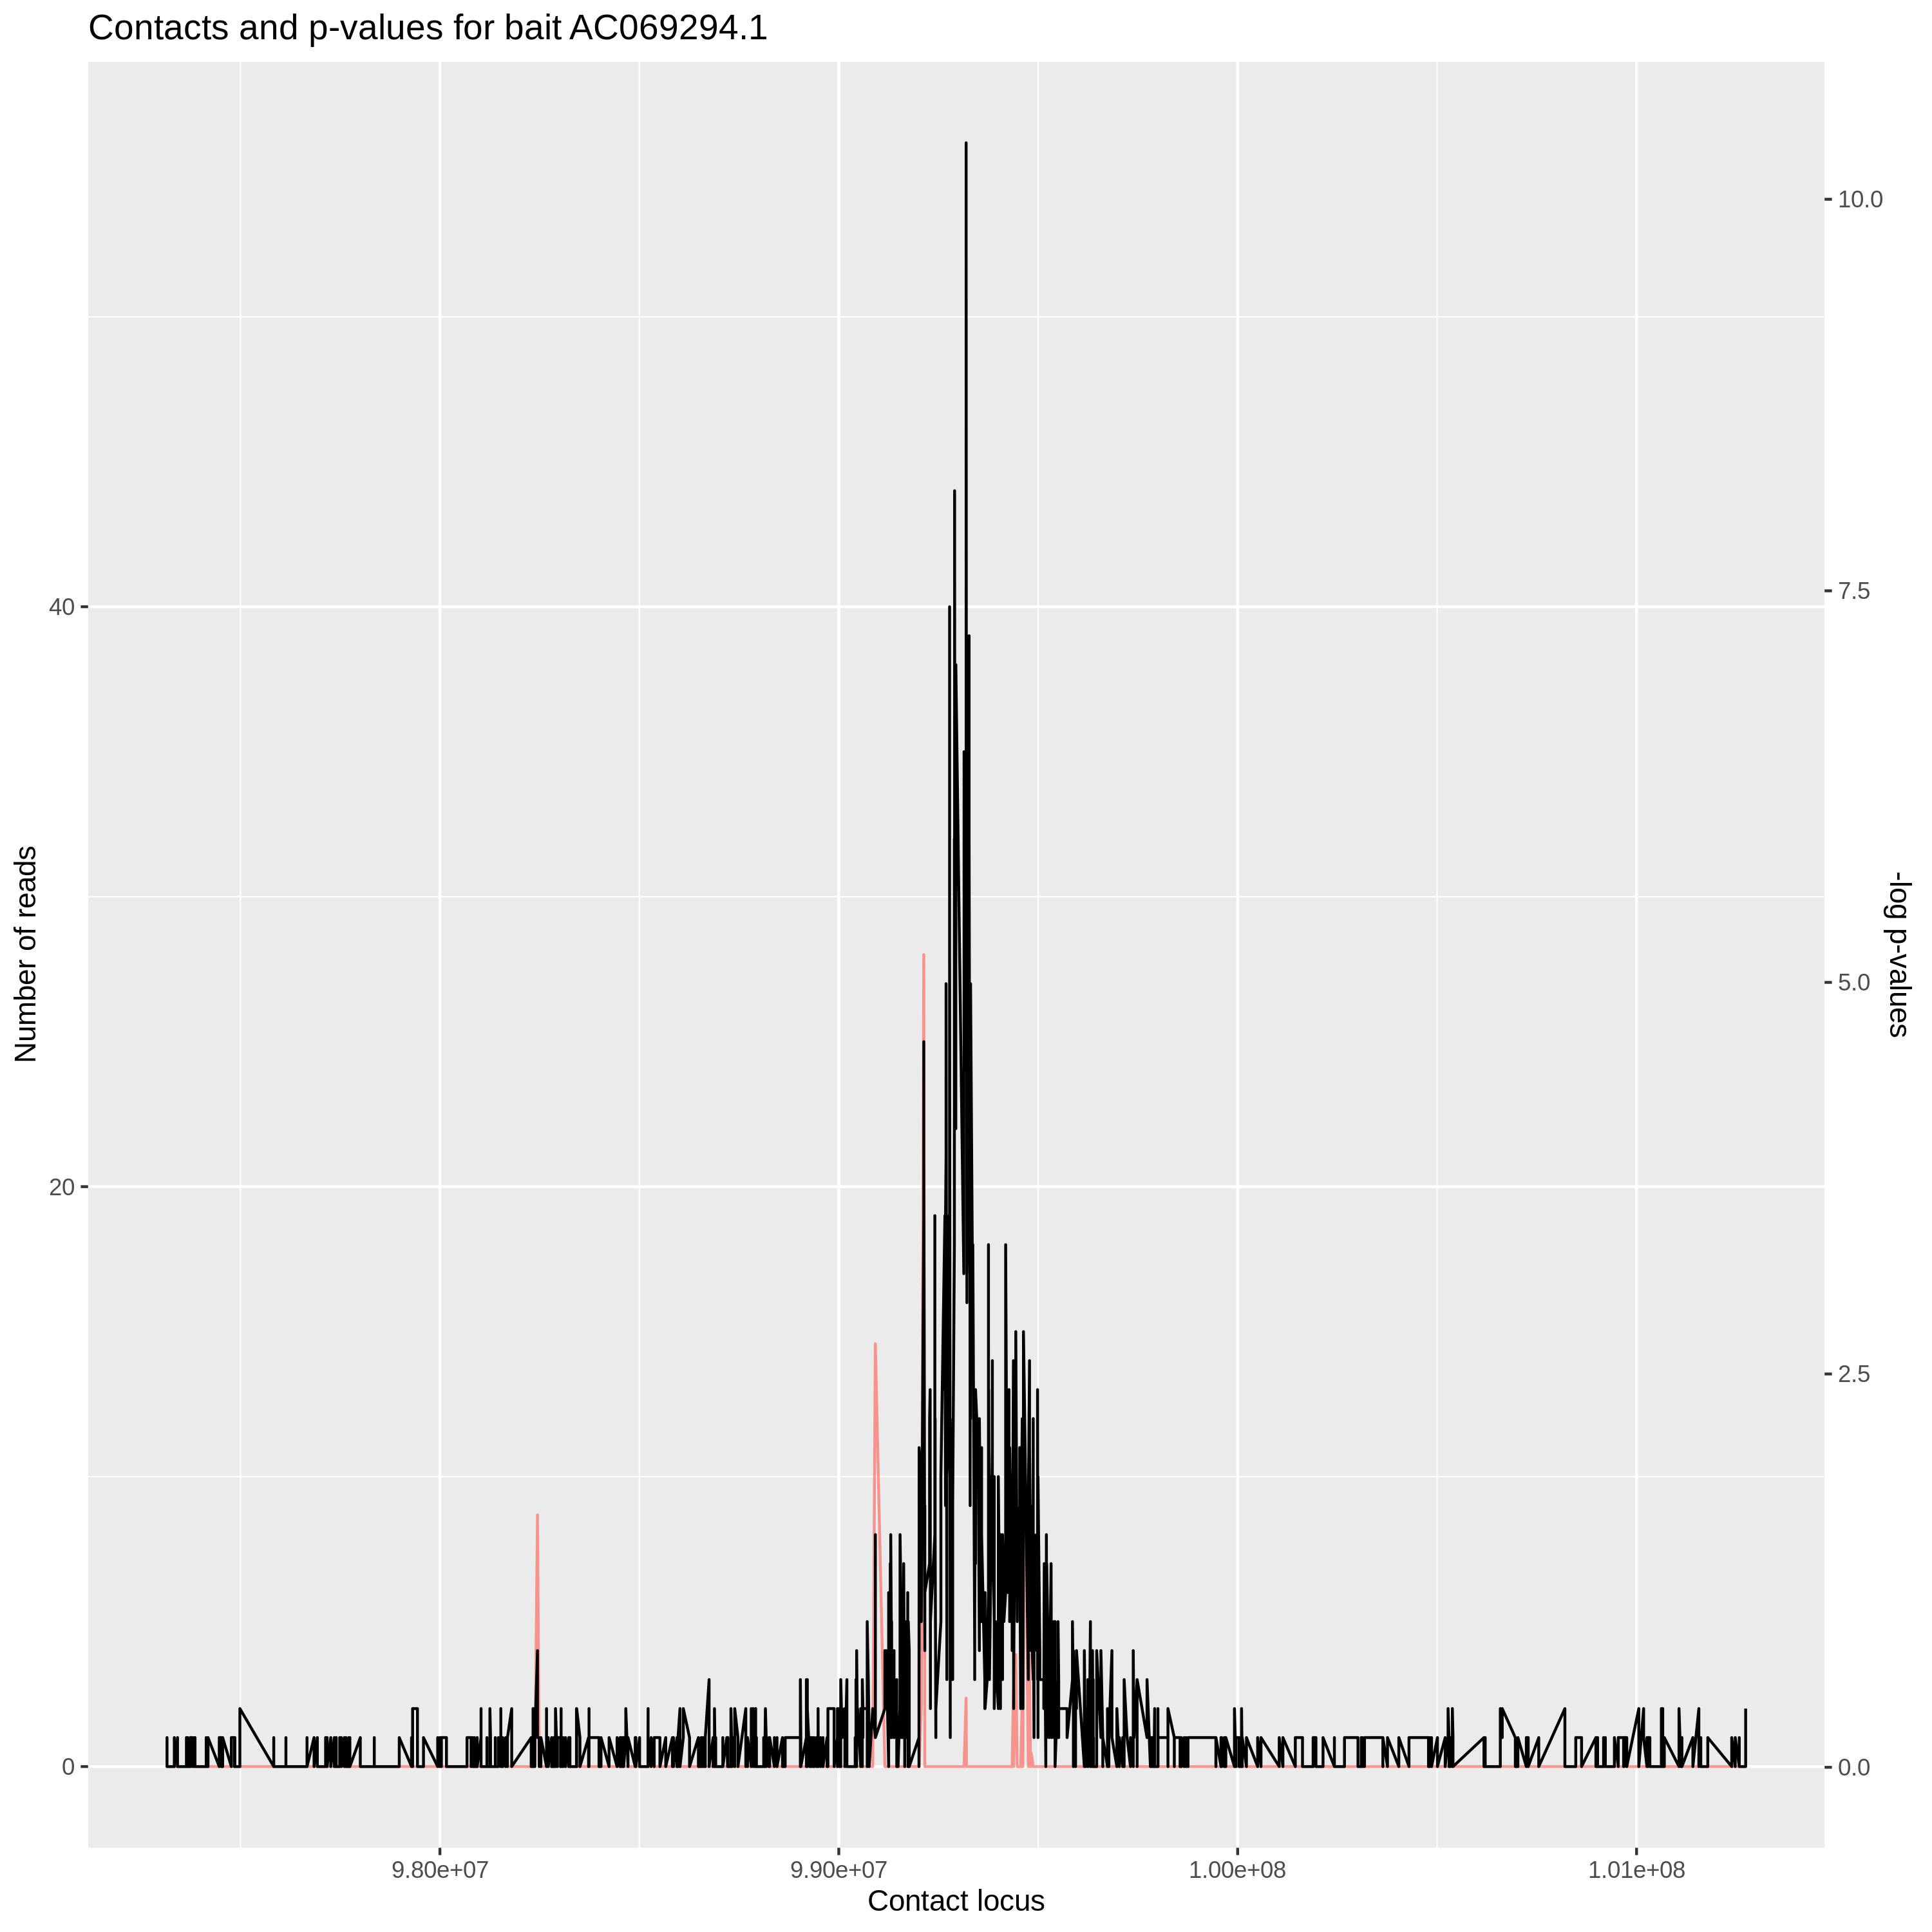 Contacts and p-values for bait AC069294.1
Number of reads
40
20
0
10.0
7.5
5.0
2.5
0.0
-log p-values
9.80e+07
9.90e+07
1.00e+08
1.01e+08
Contact locus